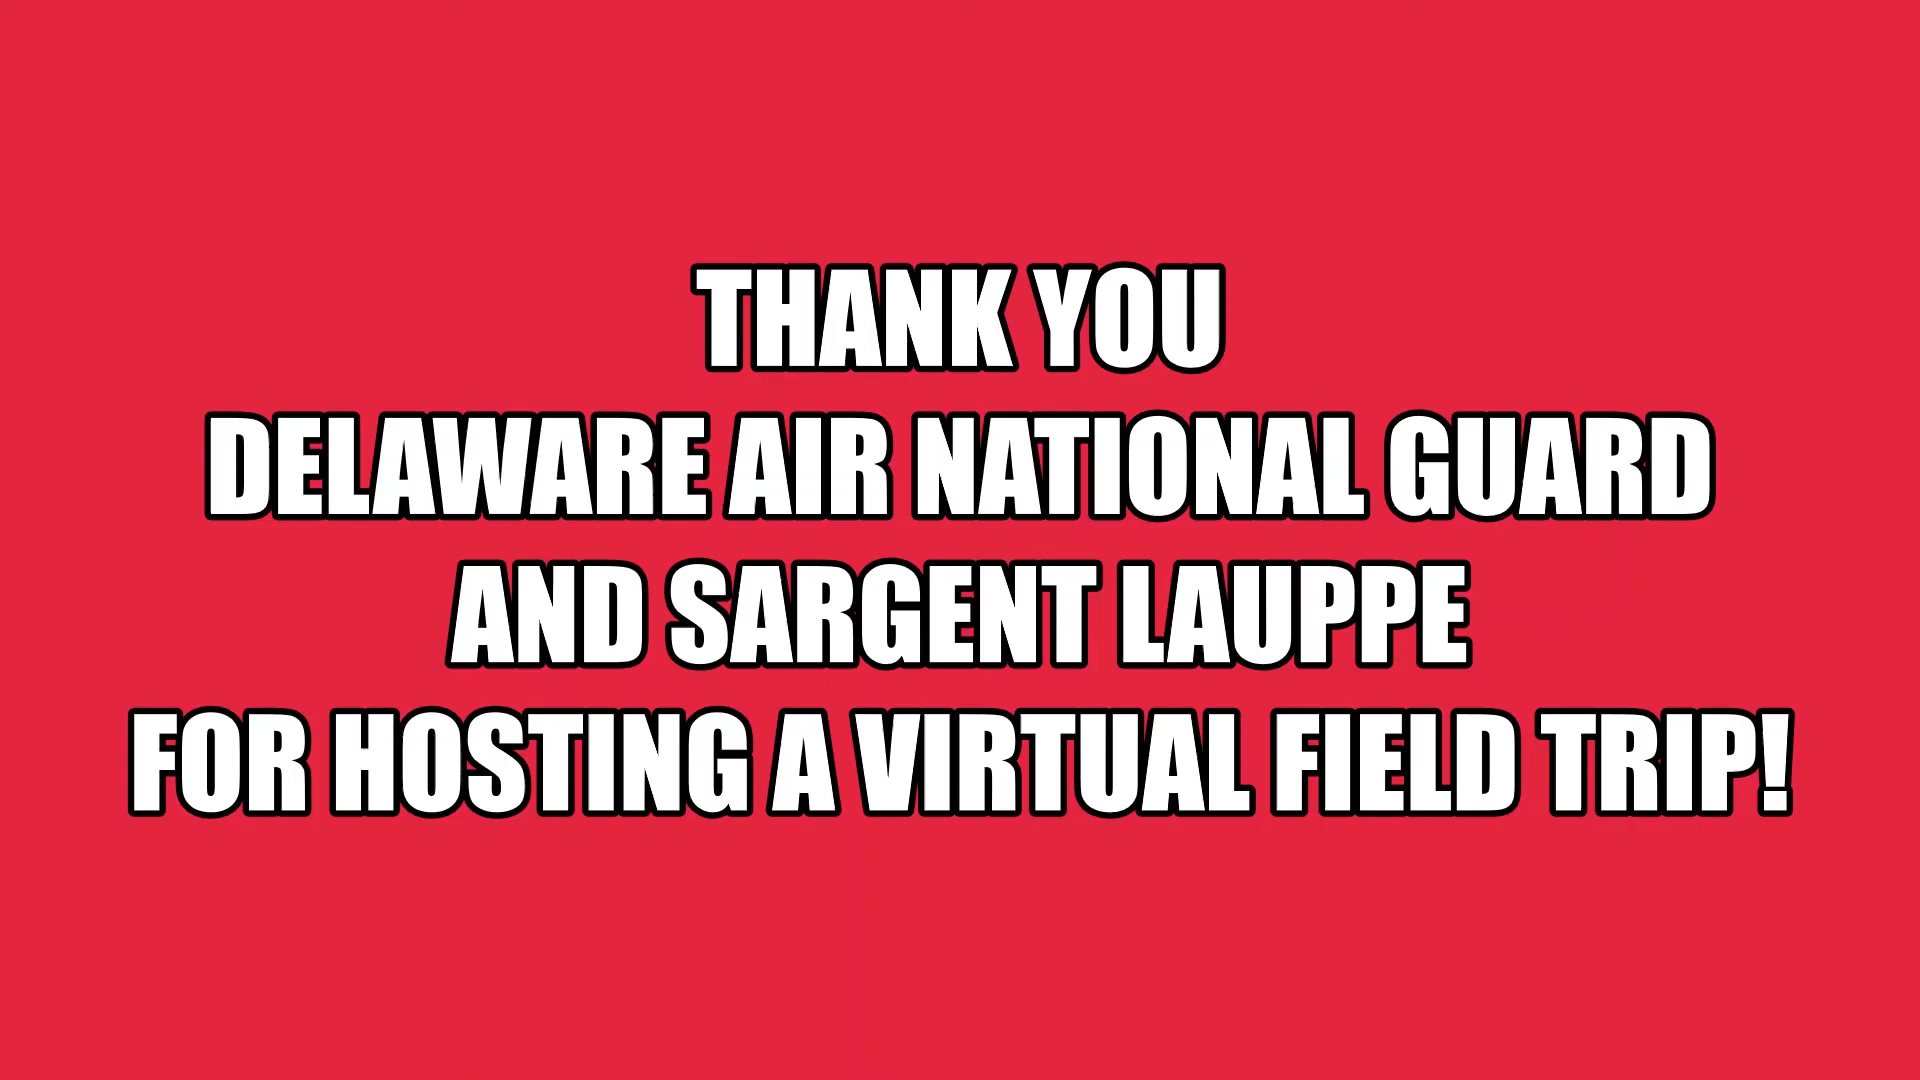 THANK YOU
DELAWARE AIR NATIONAL GUARD
AND SARGENT LAUPPE
FOR HOSTING A VIRTUAL FIELD TRIP!